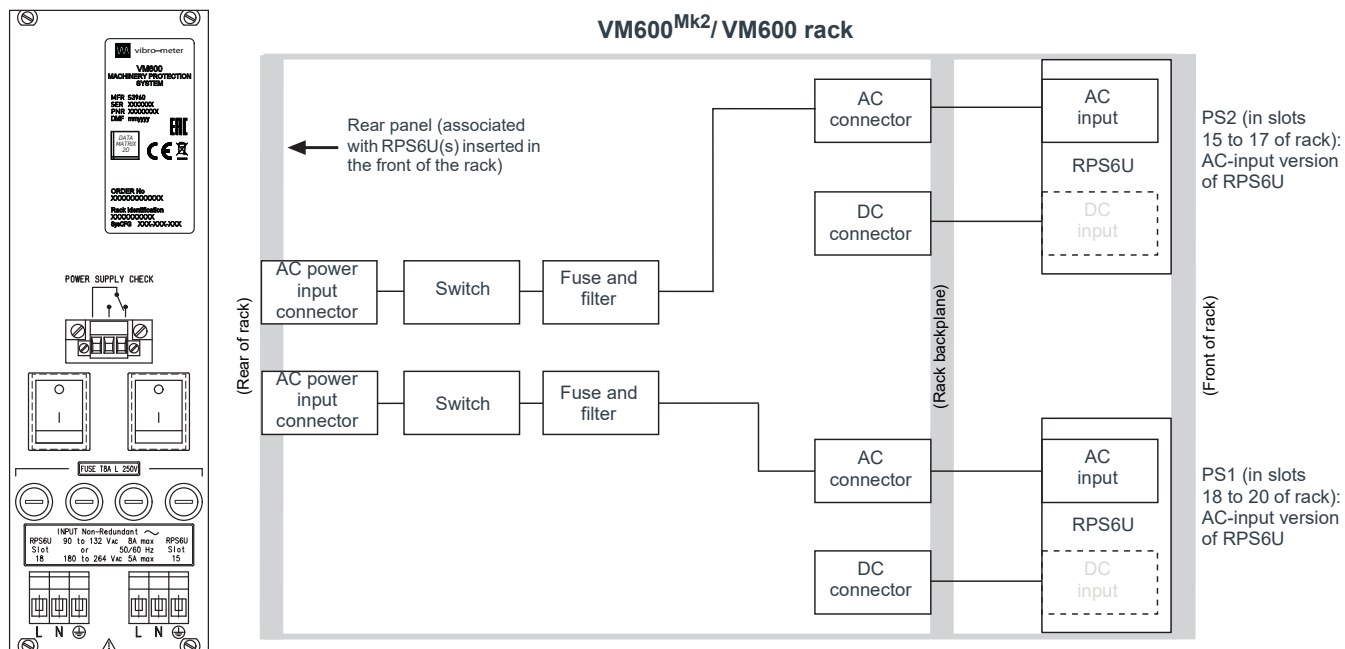 VM600Mk2/ VM600 rack
vibro-meter
VM600
MACHINERY PROTECTION
SYSTEM
MFR S3960
SER XXXXXXX
PNR XXXXXXXX
DMF mmyyyy
EAC
DATA
MATRIX
2D
CE
ORDER No
XXXXXXXXXXXX
Rack Identification
XXXXXXXXXX
SysCFG XXX-XXX-XXX
POWER SUPPLY CHECK
FUSE T8A L 250V
INPUT Non-Redundant
RPS6U 90 to 132 VAC 8A max RPS6U
Slot or 50/60 Hz Slot
18 180 to 264 VAC 5A max 15
L N L N
(Rear of rack)
Rear panel (associated
with RPS6U(s) inserted in
the front of the rack)
AC power
input
connector
Switch
Fuse and
filter
AC
connector
DC
connector
AC
input
RPS6U
DC
input
PS2 (in slots
15 to 17 of rack):
AC-input version
of RPS6U
(Rack backplane)
(Front of rack)
AC power
input
connector
Switch
Fuse and
filter
AC
connector
DC
connector
AC
input
RPS6U
DC
input
PS1 (in slots
18 to 20 of rack):
AC-input version
of RPS6U